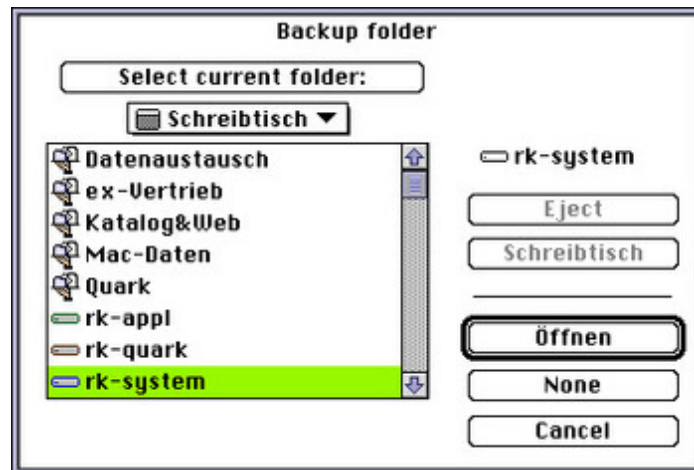 Backup folder
Select current folder:
Schreibtisch
Datenaustausch
ex-Vertrieb
Katalog&Web
Mac-Daten
Quark
rk-appl
rk-quark
rk-system
rk-system
Eject
Schreibtisch
Öffnen
None
Cancel